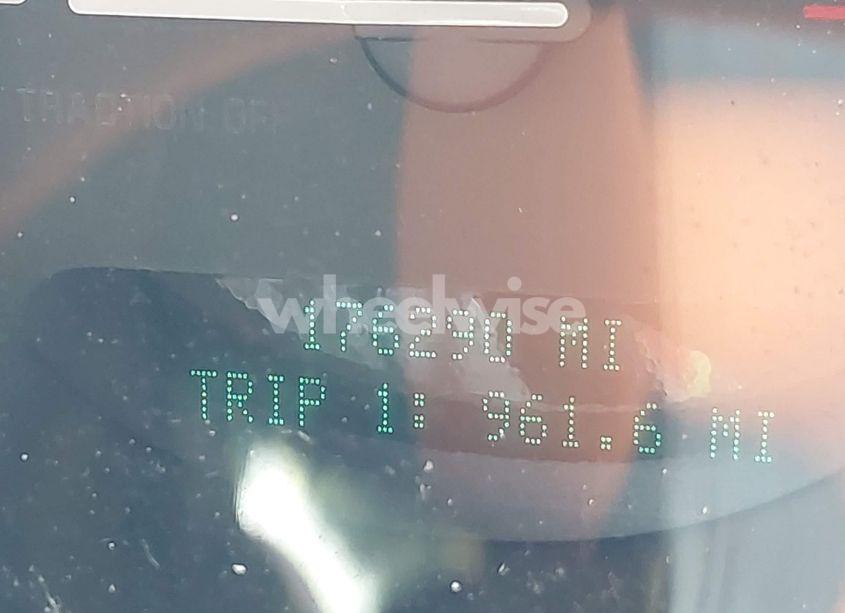 TRACTION OFF
wheelwise
176290 MI
TRIP 1: 961.6 MI